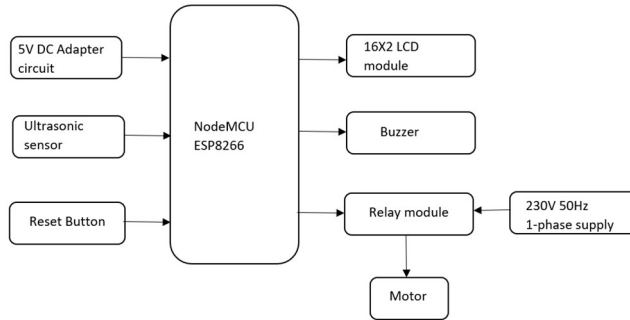 5V DC Adapter
circuit
Ultrasonic
sensor
Reset Button
NodeMCU
ESP8266
16X2 LCD
module
Buzzer
Relay module
230V 50Hz
1-phase supply
Motor